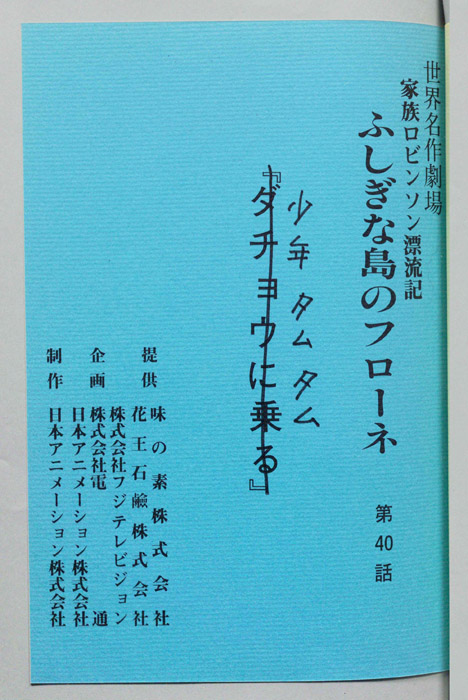 世界名作劇場
家族ロビンソン漂流記
ふしぎな島のフローネ
第40話
少年タムタム
『ダチョウに乗る』
提供
味の素株式会社
花王石鹸株式会社
株式会社フジテレビジョン
企画
株式会社電通
日本アニメーション株式会社
制作
日本アニメーション株式会社